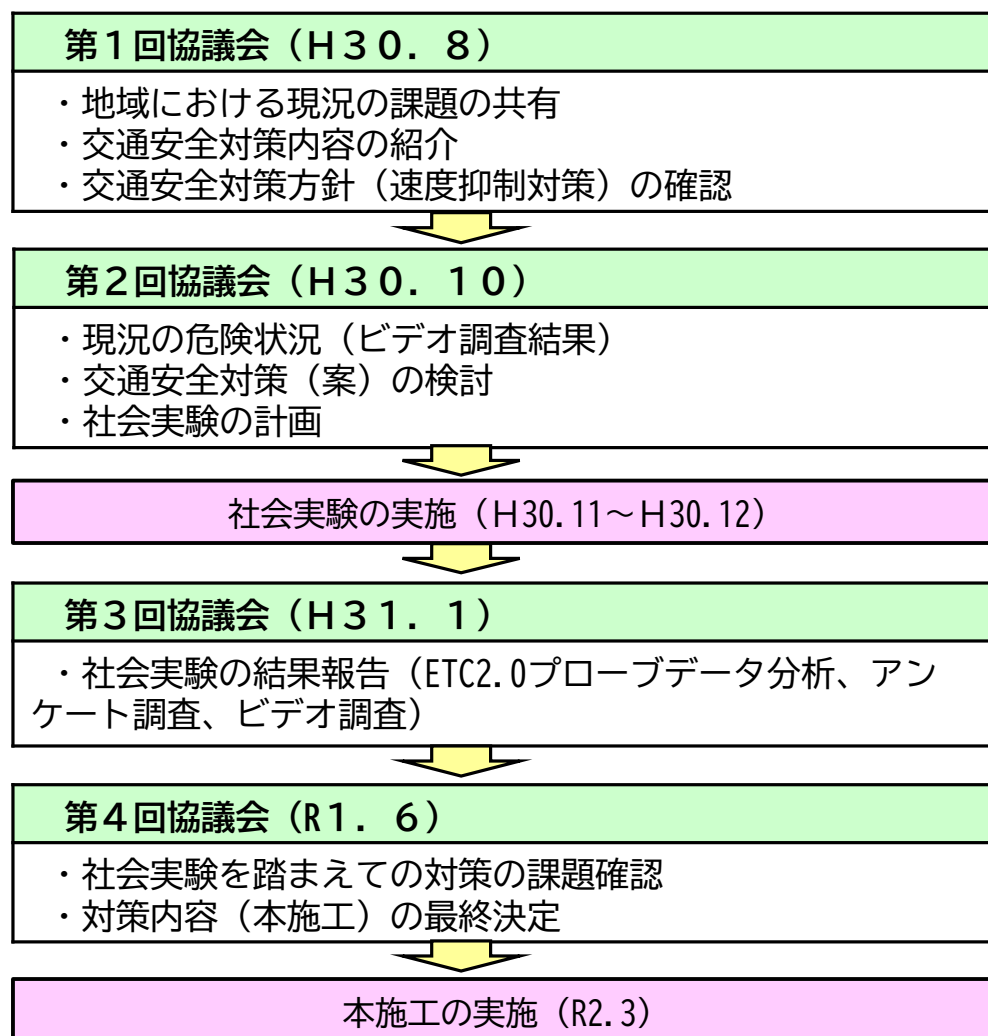 第１回協議会（Ｈ３０．８）
・地域における現況の課題の共有
・交通安全対策内容の紹介
・交通安全対策方針（速度抑制対策）の確認
第２回協議会（Ｈ３０．１０）
・現況の危険状況（ビデオ調査結果）
・交通安全対策（案）の検討
・社会実験の計画
社会実験の実施（Ｈ30.11～Ｈ30.12）
第３回協議会（Ｈ３１．１）
・社会実験の結果報告（ETC2.0プローブデータ分析、アン
ケート調査、ビデオ調査）
第４回協議会（R１．６）
・社会実験を踏まえての対策の課題確認
・対策内容（本施工）の最終決定
本施工の実施（R2.3）